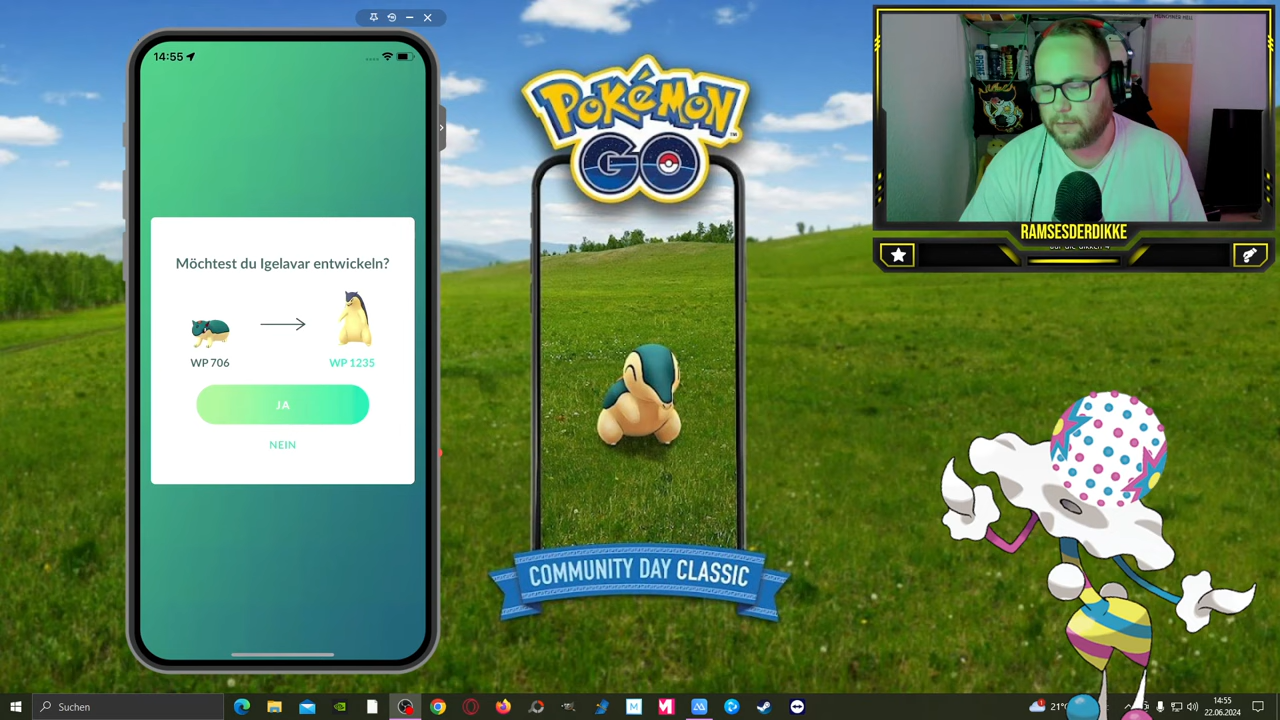 14:55
Möchtest du Igelavar entwickeln?
WP 706
WP 1235
JA
NEIN
POKéMON
TM
GO
COMMUNITY DAY CLASSIC
RAMSESDERDIKKE
Suchen
21°
14:55
22.06.2024